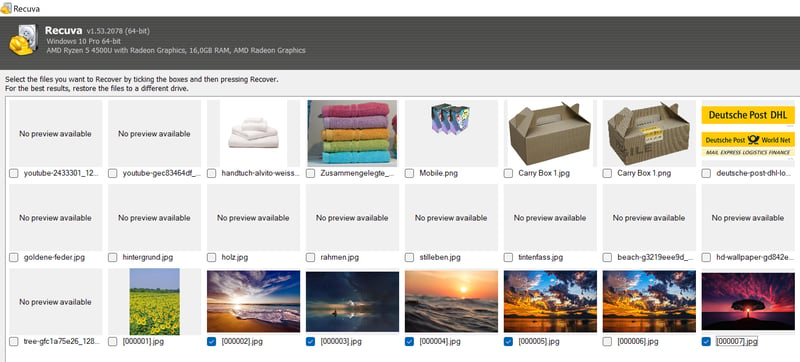 Recuva
Recuva v1.53.2078 (64-bit)
Windows 10 Pro 64-bit
AMD Ryzen 5 4500U with Radeon Graphics, 16,0GB RAM, AMD Radeon Graphics
Select the files you want to Recover by ticking the boxes and then pressing Recover.
For the best results, restore the files to a different drive.
No preview available No preview available Deutsche Post DHL
Deutsche Post World Net
MAIL EXPRESS LOGISTICS FINANCE
youtube-2433301_12... youtube-gec83464df_... handtuch-alvito-weiss... Zusammengelegte_... Mobile.png Carry Box 1.jpg Carry Box 1.png deutsche-post-dhl-lo...
No preview available No preview available No preview available No preview available No preview available No preview available No preview available No preview available
goldene-feder.jpg hintergrund.jpg holz.jpg rahmen.jpg stilleben.jpg tintenfass.jpg beach-g3219eee9d_... hd-wallpaper-gd842e...
No preview available
tree-gfc1a75e26_128... [000001].jpg [000002].jpg [000003].jpg [000004].jpg [000005].jpg [000006].jpg [000007].jpg